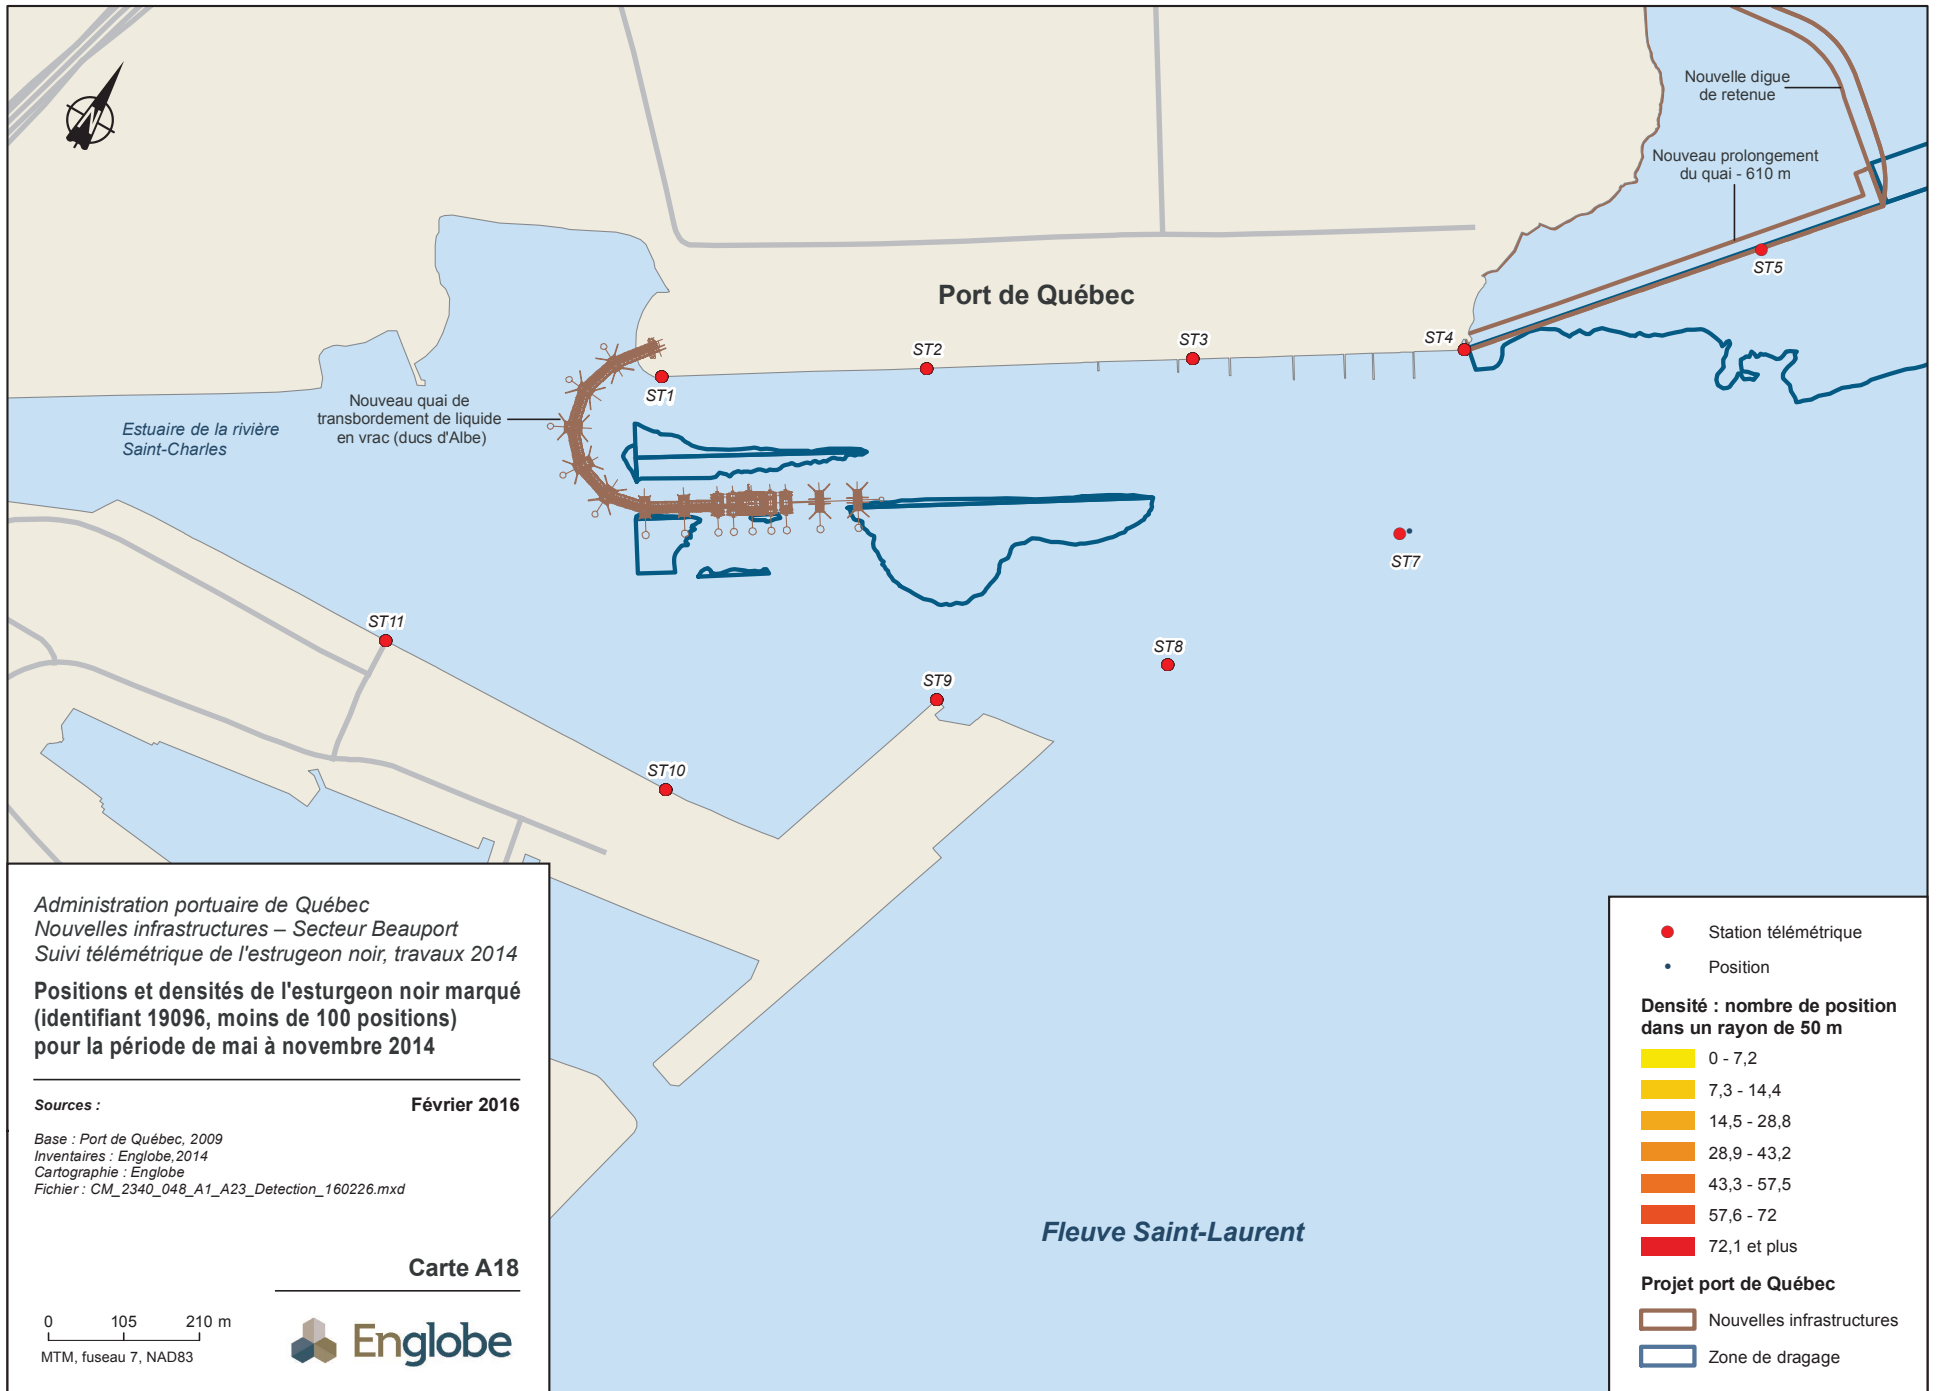 Nouvelle digue
de retenue
Nouveau prolongement
du quai - 610 m
ST5
Port de Québec
ST4
ST3
ST2
ST1
Nouveau quai de
transbordement de liquide
en vrac (ducs d'Albe)
Estuaire de la rivière
Saint-Charles
ST7
ST11
ST8
ST9
ST10
Fleuve Saint-Laurent
Administration portuaire de Québec
Nouvelles infrastructures – Secteur Beauport
Suivi télémétrique de l'estrugeon noir, travaux 2014
Positions et densités de l'esturgeon noir marqué
(identifiant 19096, moins de 100 positions)
pour la période de mai à novembre 2014
Sources : Février 2016
Base : Port de Québec, 2009
Inventaires : Englobe,2014
Cartographie : Englobe
Fichier : CM_2340_048_A1_A23_Detection_160226.mxd
Carte A18
0 105 210 m
MTM, fuseau 7, NAD83
Englobe
Station télémétrique
Position
Densité : nombre de position
dans un rayon de 50 m
0 - 7,2
7,3 - 14,4
14,5 - 28,8
28,9 - 43,2
43,3 - 57,5
57,6 - 72
72,1 et plus
Projet port de Québec
Nouvelles infrastructures
Zone de dragage
N